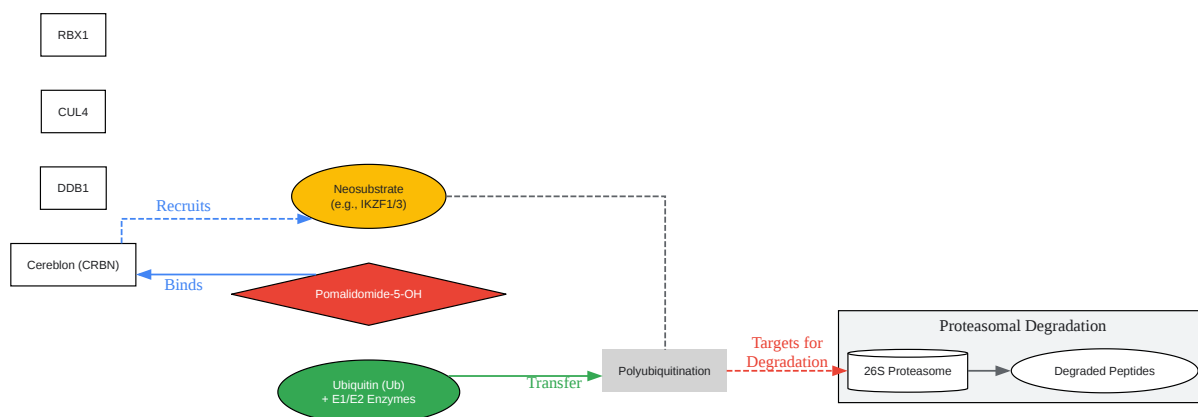 RBX1
CUL4
DDB1
Recruits
Neosubstrate
(e.g., IKZF1/3)
Cereblon (CRBN)
Binds
Pomalidomide-5-OH
Proteasomal Degradation
Targets for
Degradation
Polyubiquitination
26S Proteasome
Degraded Peptides
Ubiquitin (Ub)
+ E1/E2 Enzymes
Transfer